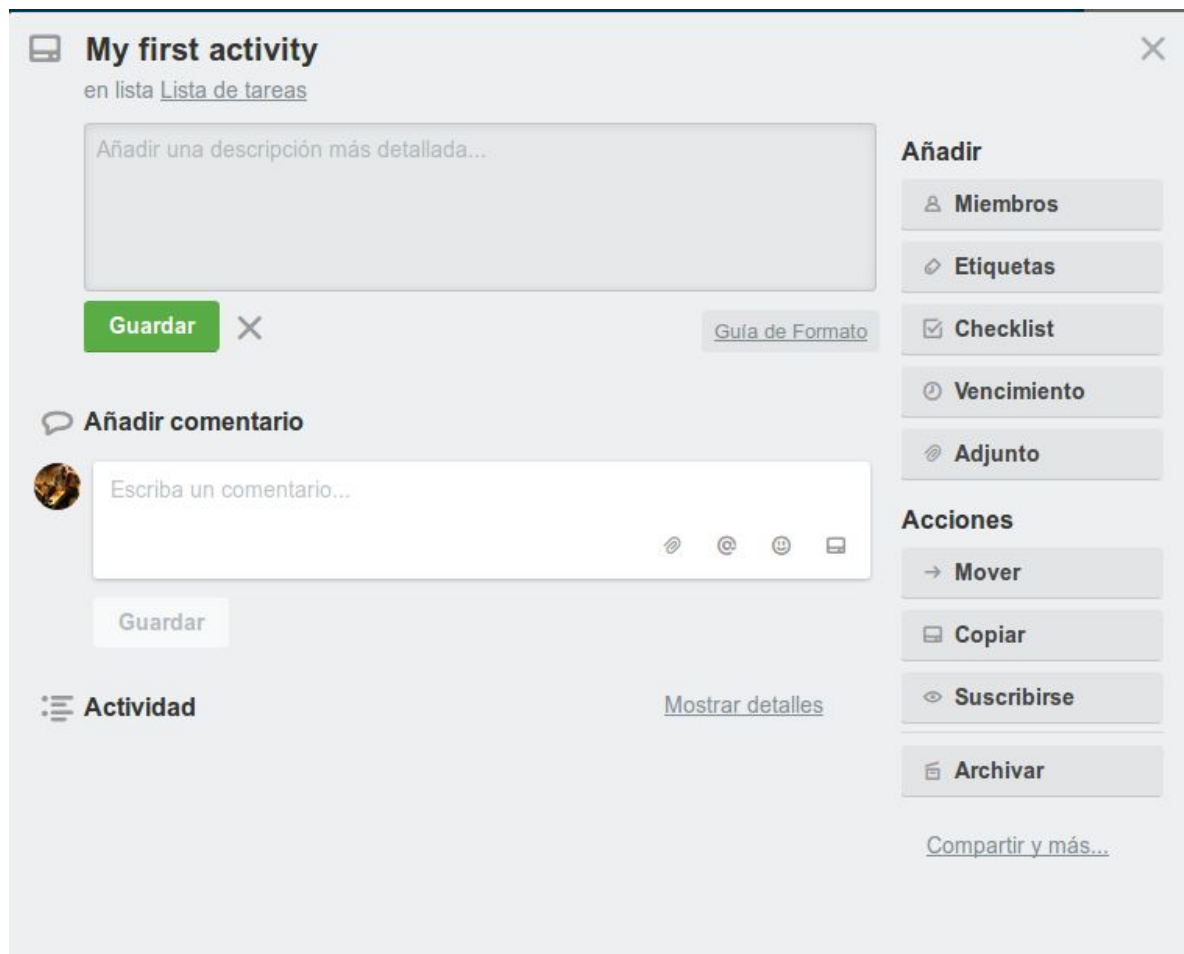 My first activity
en lista Lista de tareas
Añadir una descripción más detallada...
Guardar
Guía de Formato
Añadir comentario
Escriba un comentario...
@
Guardar
Actividad
Mostrar detalles
Añadir
Miembros
Etiquetas
Checklist
Vencimiento
Adjunto
Acciones
Mover
Copiar
Suscribirse
Archivar
Compartir y más...